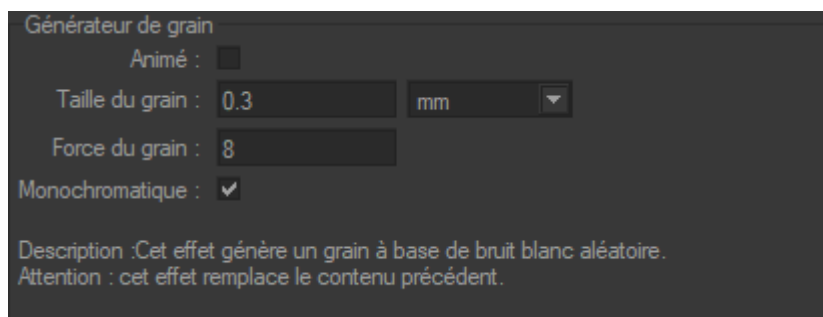 Générateur de grain
Animé :
Taille du grain : 0.3 mm
Force du grain : 8
Monochromatique :
Description :Cet effet génère un grain à base de bruit blanc aléatoire.
Attention : cet effet remplace le contenu précédent.